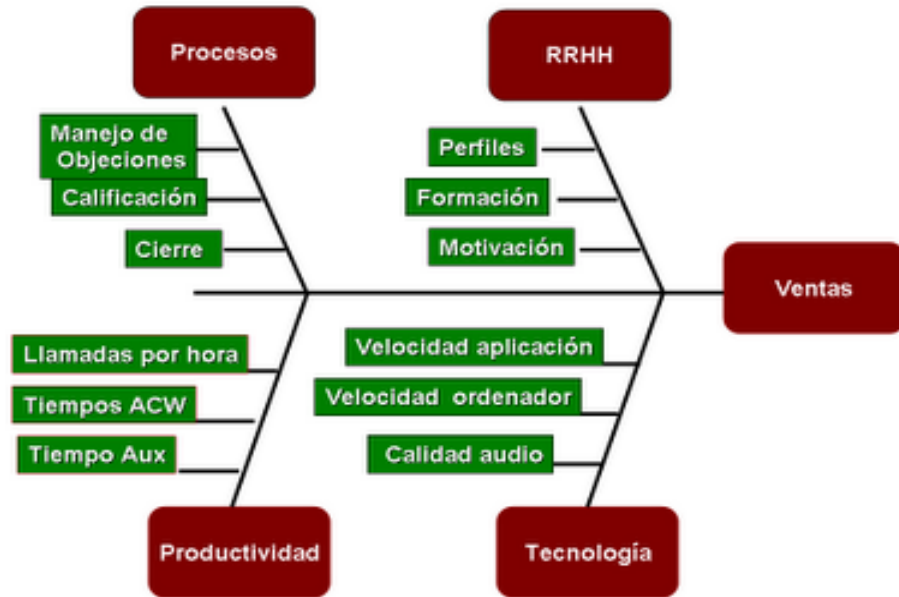 Procesos
RRHH
Manejo de
Objeciones
Calificación
Cierre
Perfiles
Formación
Motivación
Ventas
Llamadas por hora
Tiempos ACW
Tiempo Aux
Velocidad aplicación
Velocidad ordenador
Calidad audio
Productividad
Tecnología